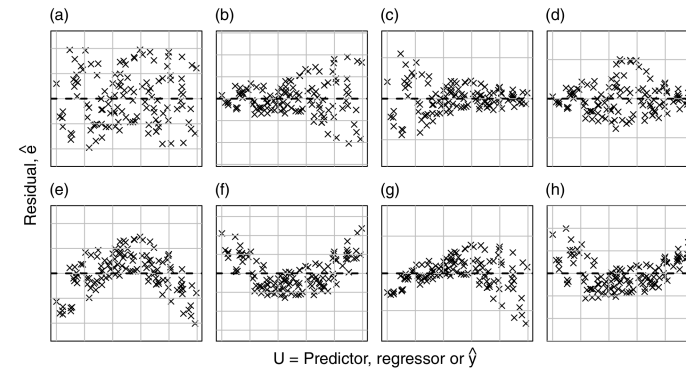 (a) (b) (c) (d)
(e) (f) (g) (h)
Residual, ê
U = Predictor, regressor or ŷ